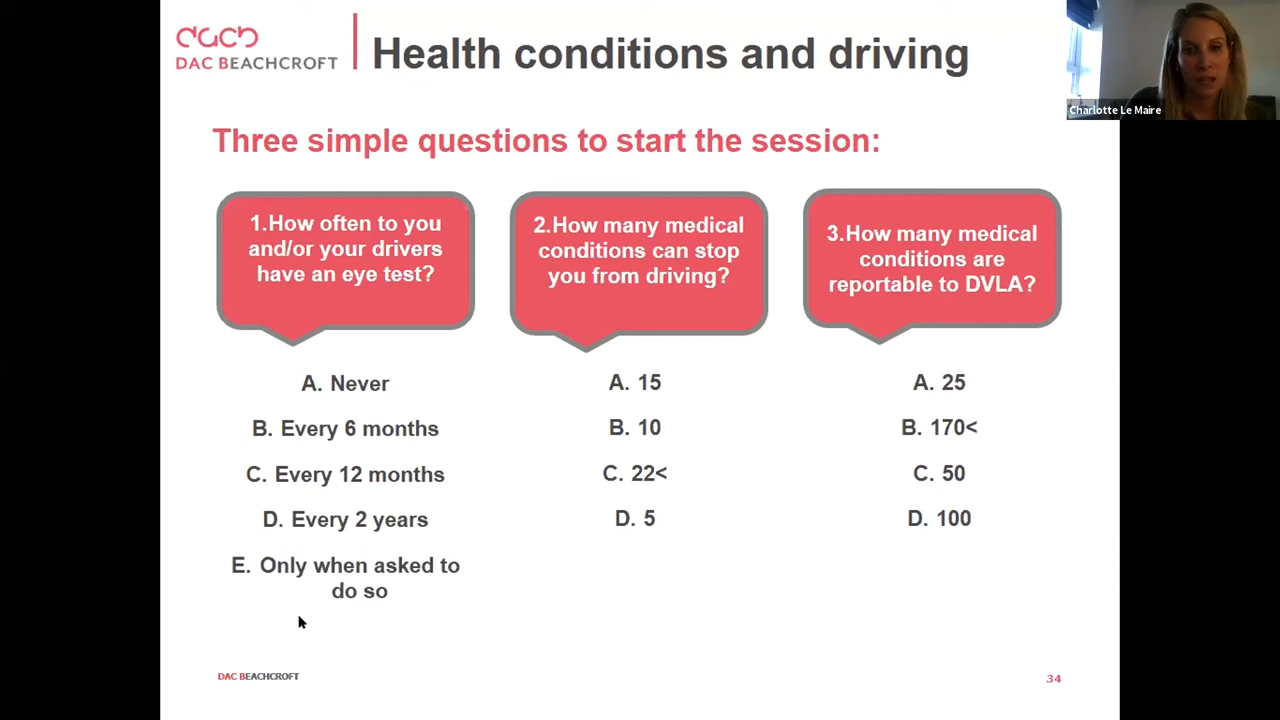 DAC BEACHCROFT
Health conditions and driving
Charlotte Le Maire
Three simple questions to start the session:
1.How often to you
and/or your drivers
have an eye test?
A. Never
B. Every 6 months
C. Every 12 months
D. Every 2 years
E. Only when asked to
do so
2.How many medical
conditions can stop
you from driving?
A. 15
B. 10
C. 22<
D. 5
3.How many medical
conditions are
reportable to DVLA?
A. 25
B. 170<
C. 50
D. 100
DAC BEACHCROFT
34